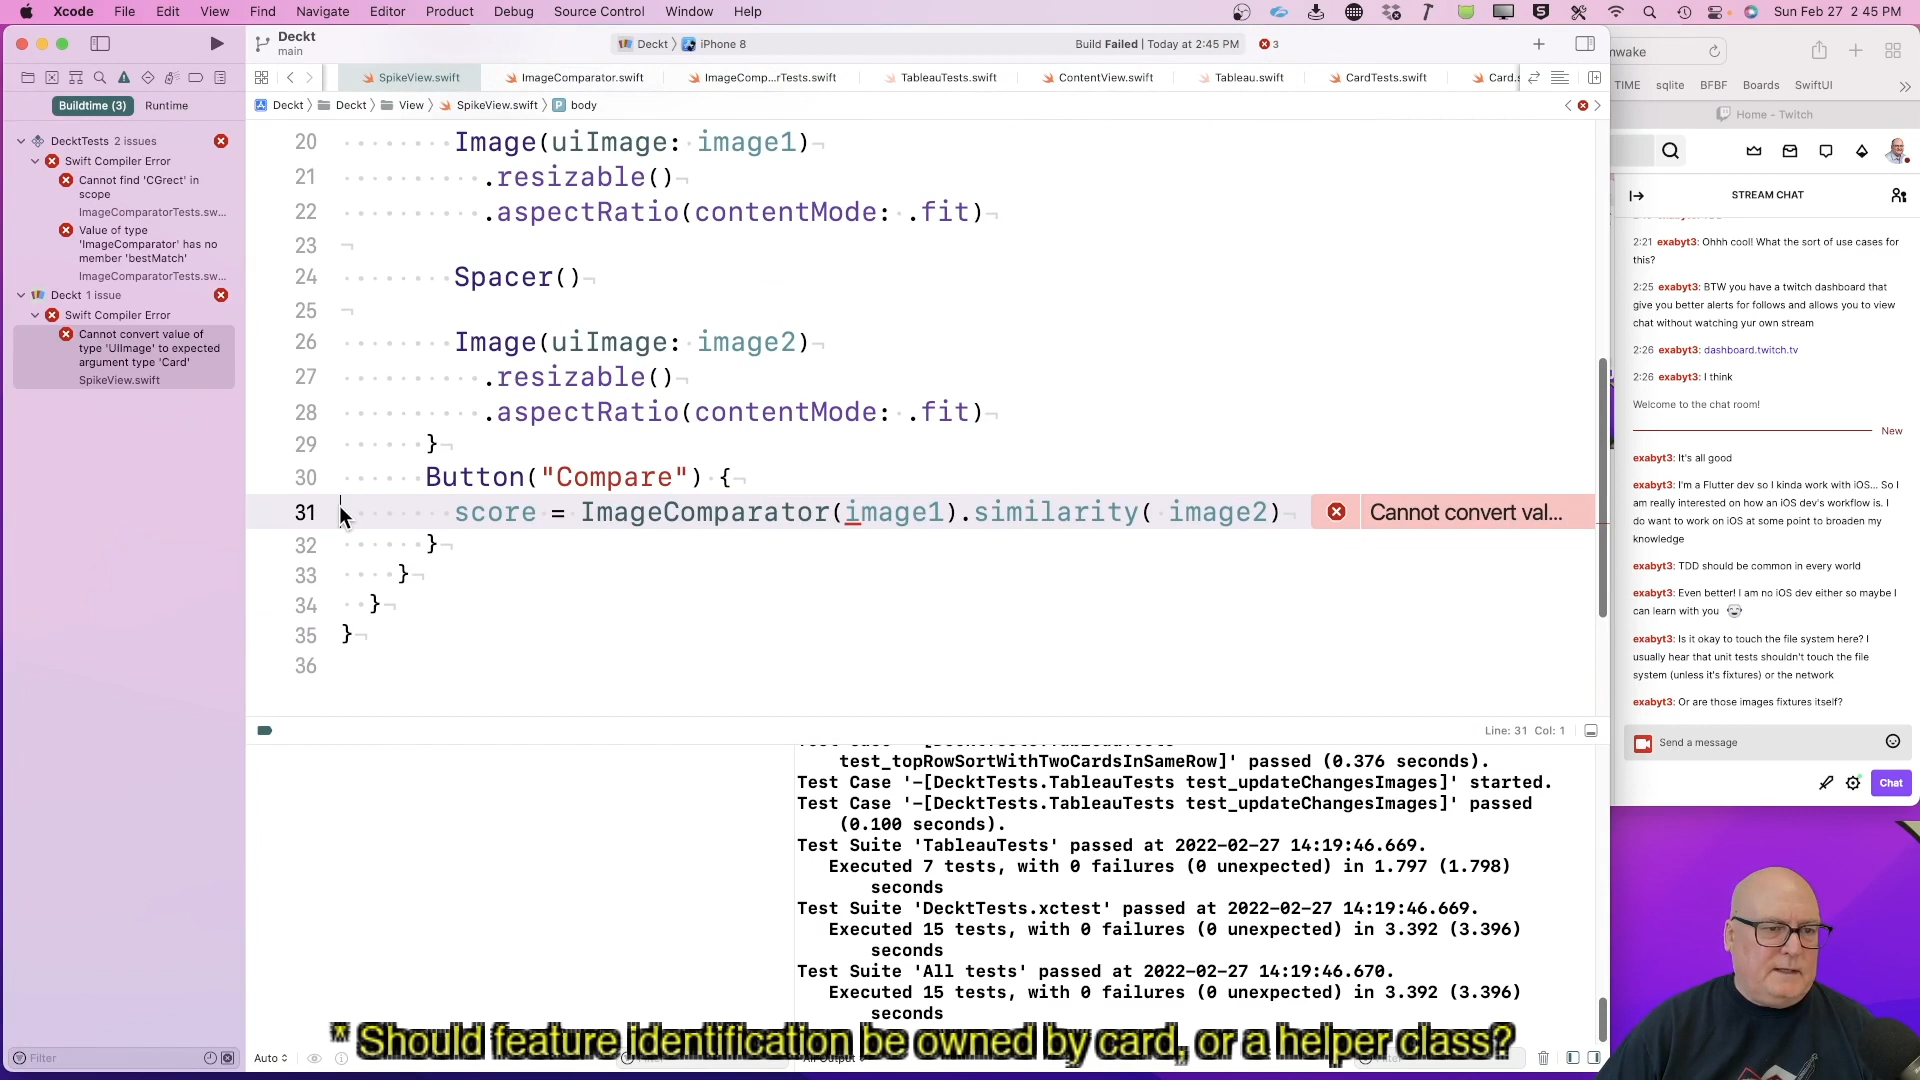 Xcode File Edit View Find Navigate Editor Product Debug Source Control Window Help Sun Feb 27 2:45 PM
Deckt
main
Deckt iPhone 8
Build Failed | Today at 2:45 PM 3
nwake
SpikeView.swift ImageComparator.swift ImageComp...rTests.swift TableauTests.swift ContentView.swift Tableau.swift CardTests.swift Card.s
TIME sqlite BFBF Boards SwiftUI
Buildtime (3) Runtime
Deckt Deckt View SpikeView.swift P body
Home - Twitch
DecktTests 2 issues
Swift Compiler Error
Cannot find 'CGrect' in
scope
ImageComparatorTests.sw...
Value of type
'ImageComparator' has no
member 'bestMatch'
ImageComparatorTests.sw...
Deckt 1 issue
Swift Compiler Error
Cannot convert value of
type 'UIImage' to expected
argument type 'Card'
SpikeView.swift
Filter
20 Image(uiImage: image1)
21 .resizable()
22 .aspectRatio(contentMode: .fit)
23
24 Spacer()
25
26 Image(uiImage: image2)
27 .resizable()
28 .aspectRatio(contentMode: .fit)
29 }
30 Button("Compare") {
31 score = ImageComparator(image1).similarity( image2) Cannot convert val...
32 }
33 }
34 }
35 }
36
Line: 31 Col: 1
test_topRowSortWithTwoCardsInSameRow]' passed (0.376 seconds).
Test Case '-[DecktTests.TableauTests test_updateChangesImages]' started.
Test Case '-[DecktTests.TableauTests test_updateChangesImages]' passed
(0.100 seconds).
Test Suite 'TableauTests' passed at 2022-02-27 14:19:46.669.
Executed 7 tests, with 0 failures (0 unexpected) in 1.797 (1.798)
seconds
Test Suite 'DecktTests.xctest' passed at 2022-02-27 14:19:46.669.
Executed 15 tests, with 0 failures (0 unexpected) in 3.392 (3.396)
seconds
Test Suite 'All tests' passed at 2022-02-27 14:19:46.670.
Executed 15 tests, with 0 failures (0 unexpected) in 3.392 (3.396)
seconds
* Should feature identification be owned by card, or a helper class?
Auto
STREAM CHAT
2:21 exabyt3: Ohhh cool! What the sort of use cases for
this?
2:25 exabyt3: BTW you have a twitch dashboard that
give you better alerts for follows and allows you to view
chat without watching yur own stream
2:26 exabyt3: dashboard.twitch.tv
2:26 exabyt3: I think
Welcome to the chat room!
New
exabyt3: It's all good
exabyt3: I'm a Flutter dev so I kinda work with iOS... So I
am really interested on how an iOS dev's workflow is. I
do want to work on iOS at some point to broaden my
knowledge
exabyt3: TDD should be common in every world
exabyt3: Even better! I am no iOS dev either so maybe I
can learn with you
exabyt3: Is it okay to touch the file system here? I
usually hear that unit tests shouldn't touch the file
system (unless it's fixtures) or the network
exabyt3: Or are those images fixtures itself?
Send a message
Chat